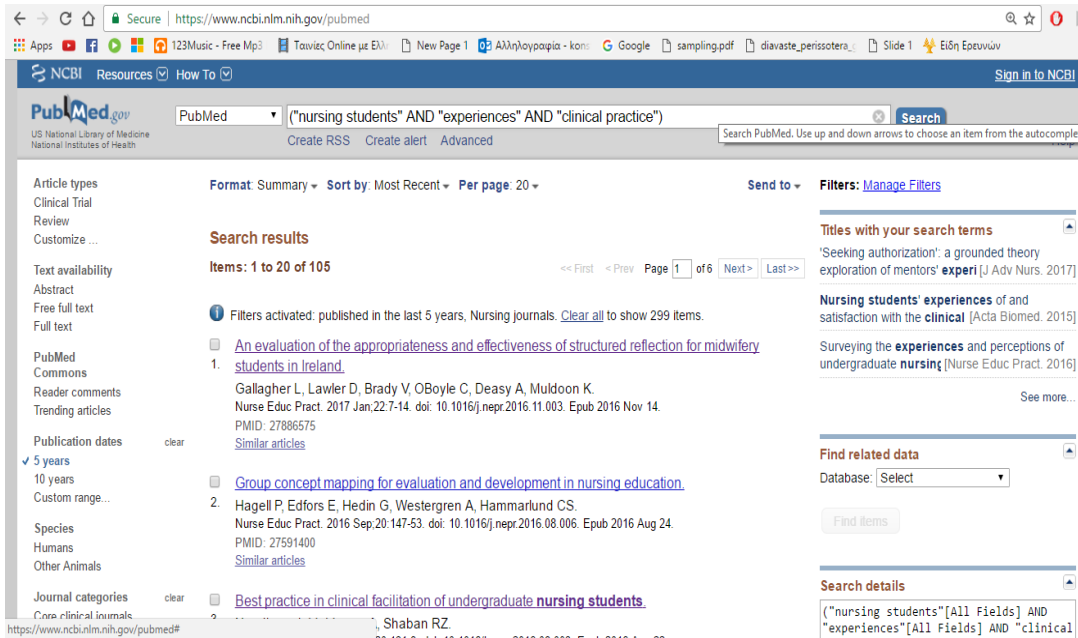 Secure | https://www.ncbi.nlm.nih.gov/pubmed
Apps 123Music - Free Mp3 Ταινίες Online με Ελλ New Page 1 Αλληλογραφία - kons Google sampling.pdf diavaste_perissotera_ Slide 1 Είδη Ερευνών
NCBI Resources How To Sign in to NCBI
PubMed.gov
US National Library of Medicine
National Institutes of Health
PubMed ("nursing students" AND "experiences" AND "clinical practice") Search
Create RSS Create alert Advanced
Search PubMed. Use up and down arrows to choose an item from the autocomple
Article types
Clinical Trial
Review
Customize ...
Text availability
Abstract
Free full text
Full text
PubMed
Commons
Reader comments
Trending articles
Publication dates clear
5 years
10 years
Custom range...
Species
Humans
Other Animals
Journal categories clear
Core clinical journals
https://www.ncbi.nlm.nih.gov/pubmed#
Format: Summary Sort by: Most Recent Per page: 20 Send to
Search results
Items: 1 to 20 of 105
<< First < Prev Page 1 of 6 Next > Last >>
Filters activated: published in the last 5 years, Nursing journals. Clear all to show 299 items.
An evaluation of the appropriateness and effectiveness of structured reflection for midwifery
1. students in Ireland.
Gallagher L, Lawler D, Brady V, OBoyle C, Deasy A, Muldoon K.
Nurse Educ Pract. 2017 Jan;22:7-14. doi: 10.1016/j.nepr.2016.11.003. Epub 2016 Nov 14.
PMID: 27886575
Similar articles
Group concept mapping for evaluation and development in nursing education.
2. Hagell P, Edfors E, Hedin G, Westergren A, Hammarlund CS.
Nurse Educ Pract. 2016 Sep;20:147-53. doi: 10.1016/j.nepr.2016.08.006. Epub 2016 Aug 24.
PMID: 27591400
Similar articles
Best practice in clinical facilitation of undergraduate nursing students.
Shaban RZ.
Filters: Manage Filters
Titles with your search terms
'Seeking authorization': a grounded theory
exploration of mentors' experi [J Adv Nurs. 2017]
Nursing students' experiences of and
satisfaction with the clinical [Acta Biomed. 2015]
Surveying the experiences and perceptions of
undergraduate nursing [Nurse Educ Pract. 2016]
See more...
Find related data
Database: Select
Find items
Search details
("nursing students"[All Fields] AND
"experiences"[All Fields] AND "clinical